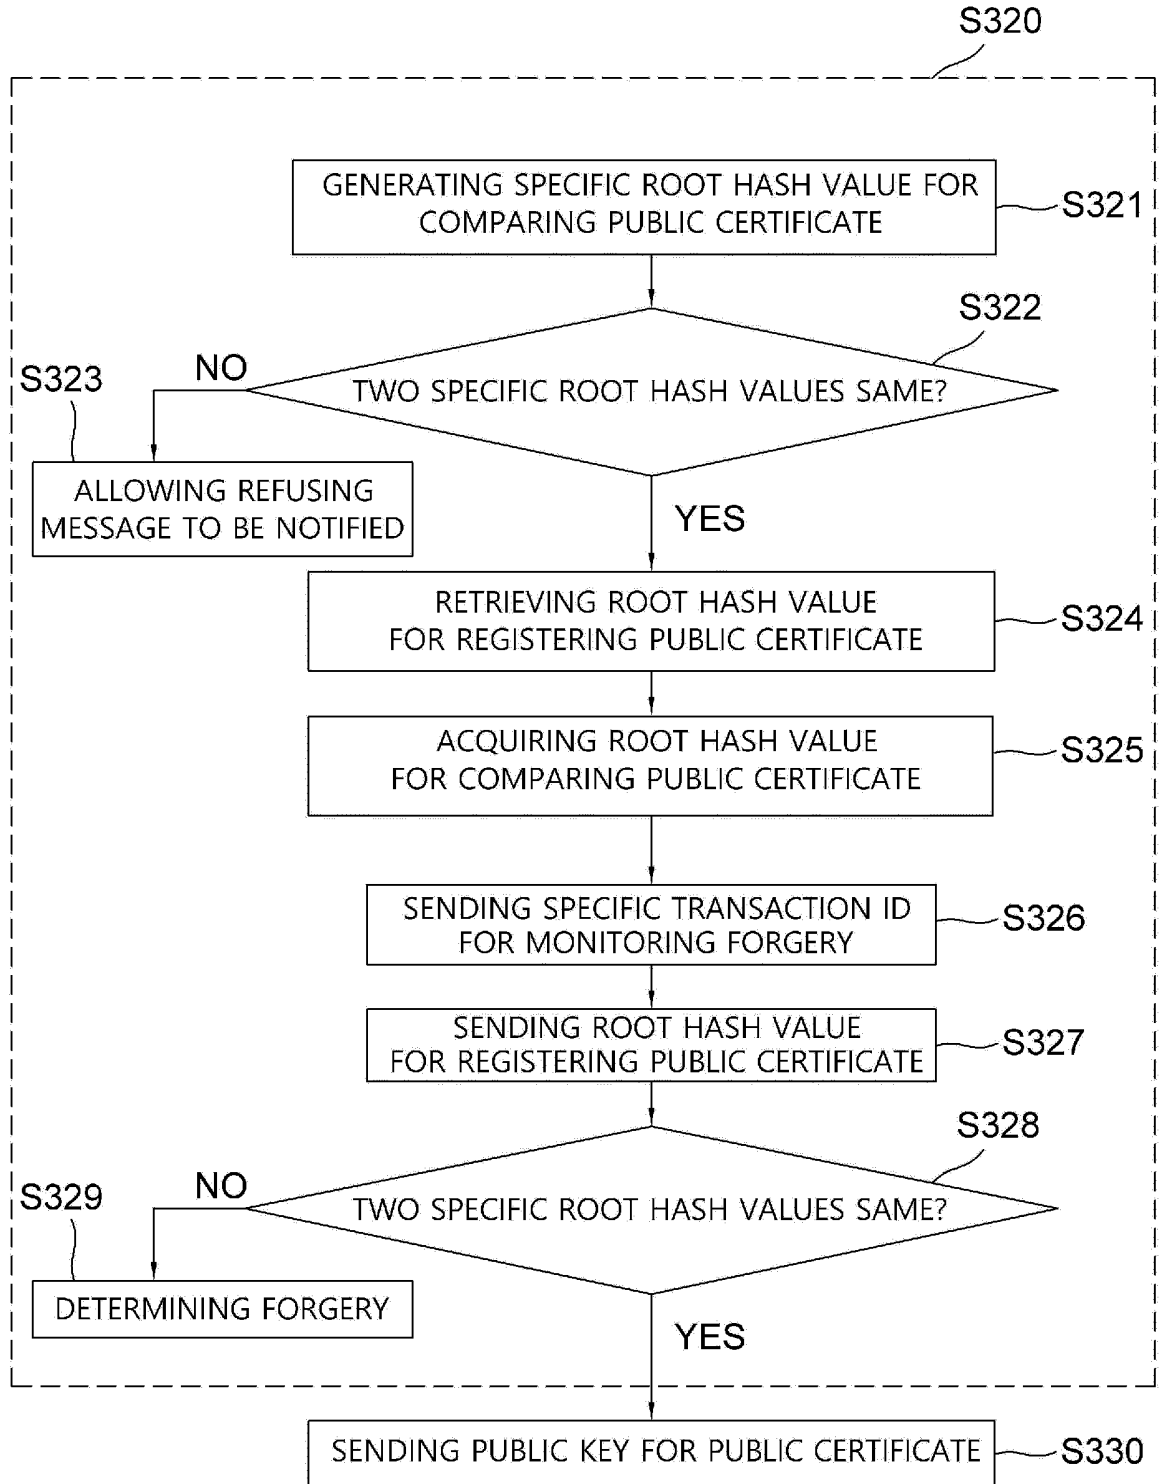 S320
GENERATING SPECIFIC ROOT HASH VALUE FOR
COMPARING PUBLIC CERTIFICATE
S321
S322
TWO SPECIFIC ROOT HASH VALUES SAME?
NO
S323
ALLOWING REFUSING
MESSAGE TO BE NOTIFIED
YES
RETRIEVING ROOT HASH VALUE
FOR REGISTERING PUBLIC CERTIFICATE
S324
ACQUIRING ROOT HASH VALUE
FOR COMPARING PUBLIC CERTIFICATE
S325
SENDING SPECIFIC TRANSACTION ID
FOR MONITORING FORGERY
S326
SENDING ROOT HASH VALUE
FOR REGISTERING PUBLIC CERTIFICATE
S327
S328
TWO SPECIFIC ROOT HASH VALUES SAME?
NO
S329
DETERMINING FORGERY
YES
SENDING PUBLIC KEY FOR PUBLIC CERTIFICATE
S330